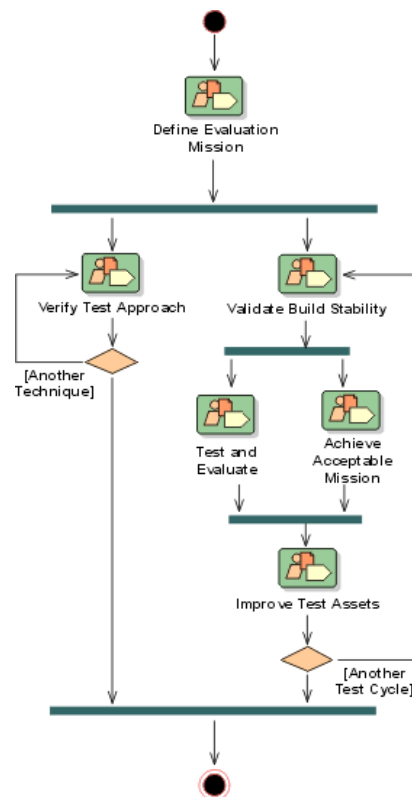 Define Evaluation
Mission
Verify Test Approach
Validate Build Stability
[Another
Technique]
Test and
Evaluate
Achieve
Acceptable
Mission
Improve Test Assets
[Another
Test Cycle]